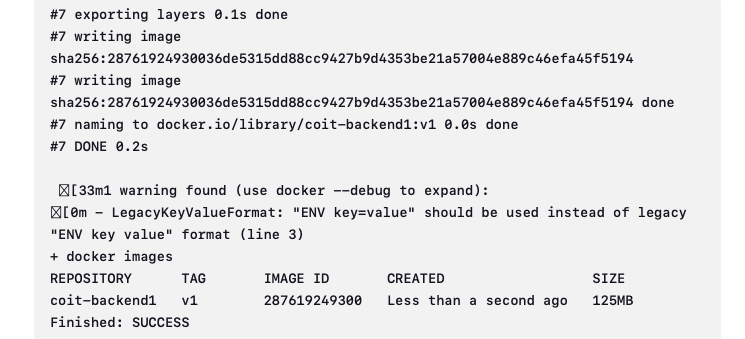 #7 exporting layers 0.1s done
#7 writing image
sha256:28761924930036de5315dd88cc9427b9d4353be21a57004e889c46efa45f5194
#7 writing image
sha256:28761924930036de5315dd88cc9427b9d4353be21a57004e889c46efa45f5194 done
#7 naming to docker.io/library/coit-backend1:v1 0.0s done
#7 DONE 0.2s
[33m1 warning found (use docker --debug to expand):
[0m - LegacyKeyValueFormat: "ENV key=value" should be used instead of legacy
"ENV key value" format (line 3)
+ docker images
REPOSITORY TAG IMAGE ID CREATED SIZE
coit-backend1 v1 287619249300 Less than a second ago 125MB
Finished: SUCCESS